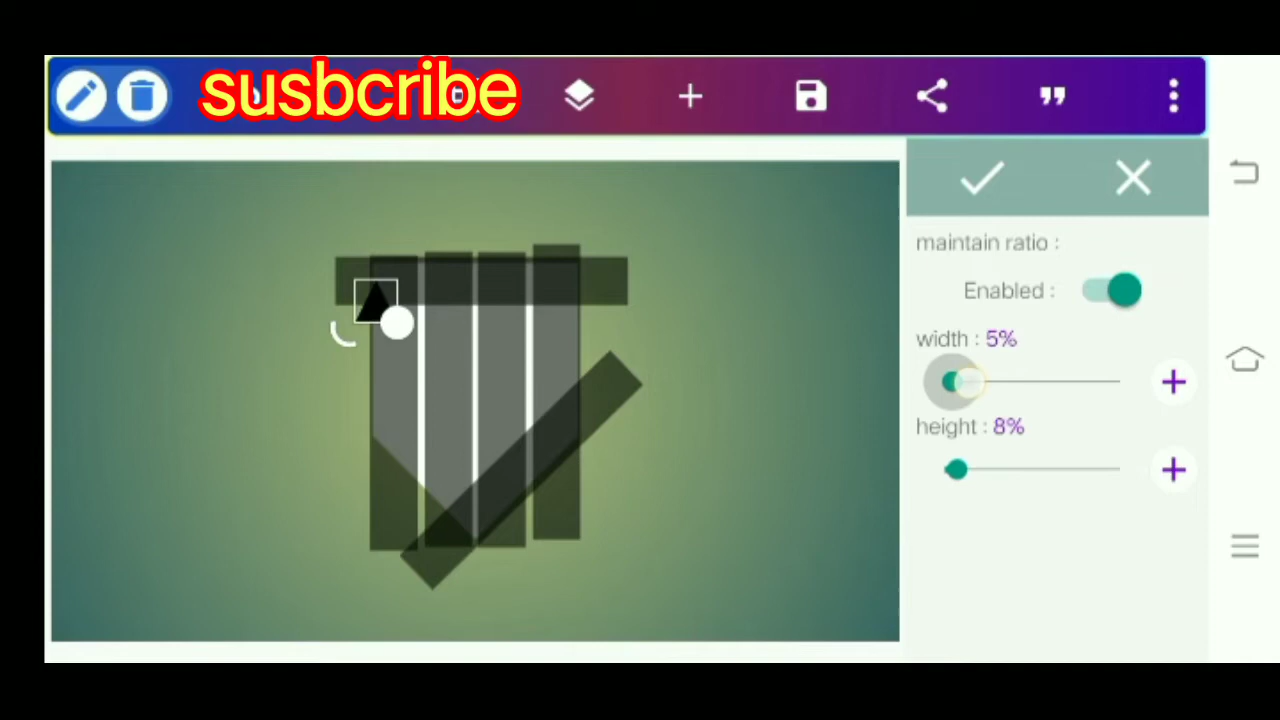 susbcribe
maintain ratio :
Enabled :
width : 5%
height : 8%